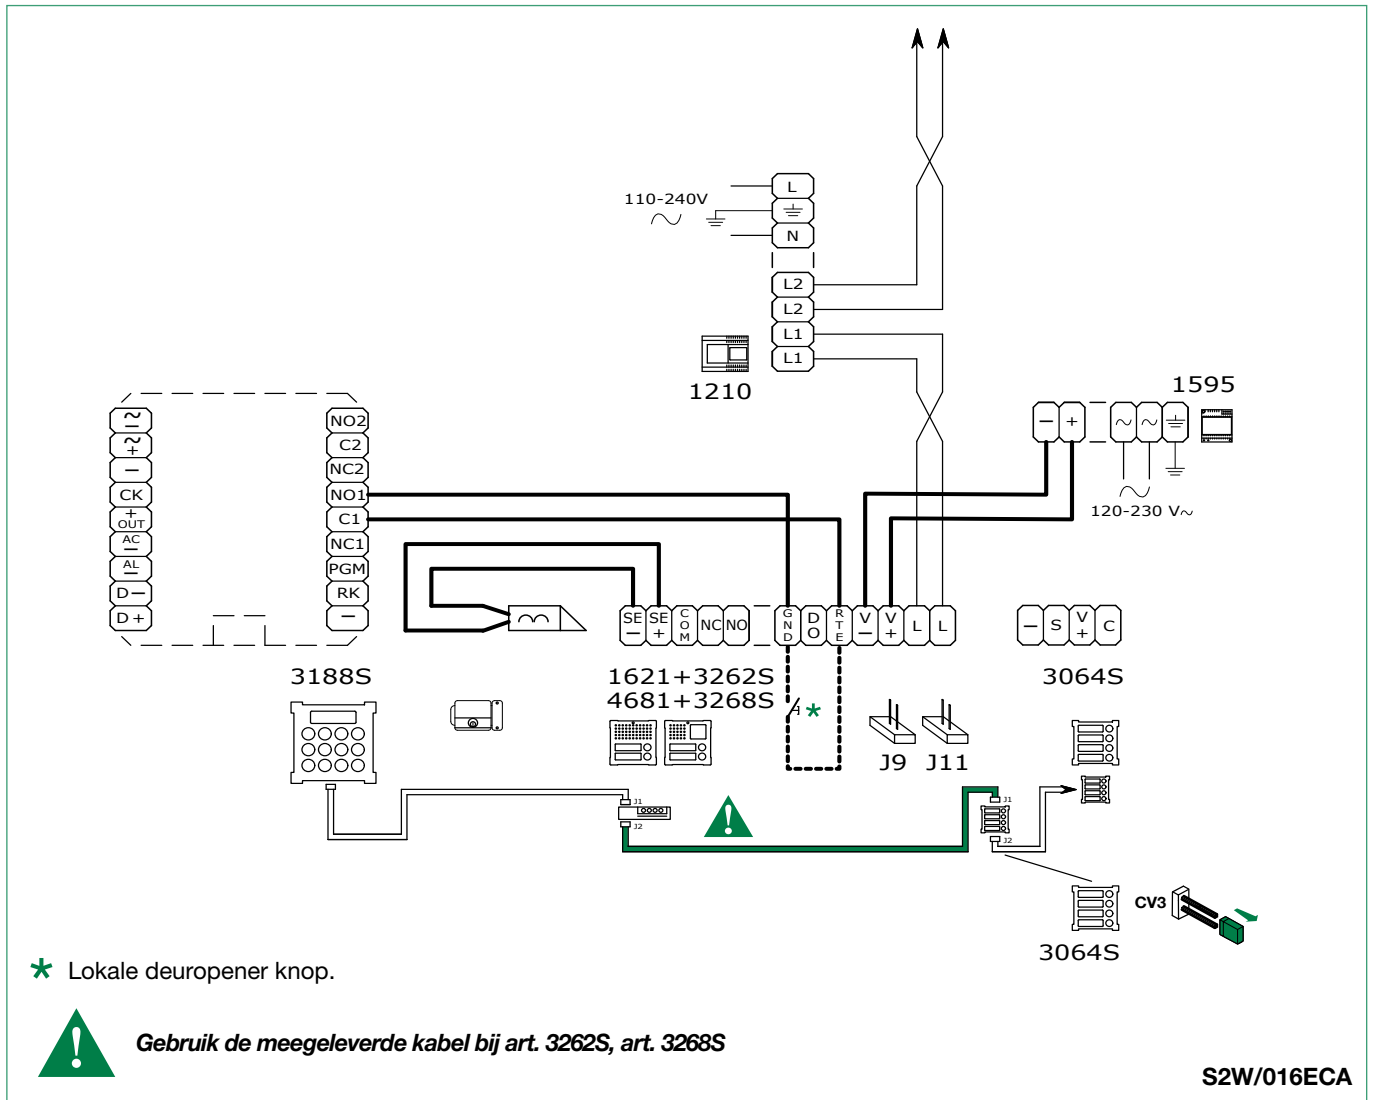 110-240V
L
N
L2
L2
L1
L1
1210
1595
− +
120-230 V~
∼
−
∼
+
−
CK
+
OUT
AC
−
AL
−
D−
D+
NO2
C2
NC2
NO1
C1
NC1
PGM
RK
−
3188S
SE
−
SE
+
COM
NC
NO
GND
DO
RTE
V
−
V
+
L
L
1621+3262S
4681+3268S
*
J9 J11
−
S
V
+
C
3064S
J1
J2
!
J1
J2
CV3
3064S
* Lokale deuropener knop.
! Gebruik de meegeleverde kabel bij art. 3262S, art. 3268S
S2W/016ECA